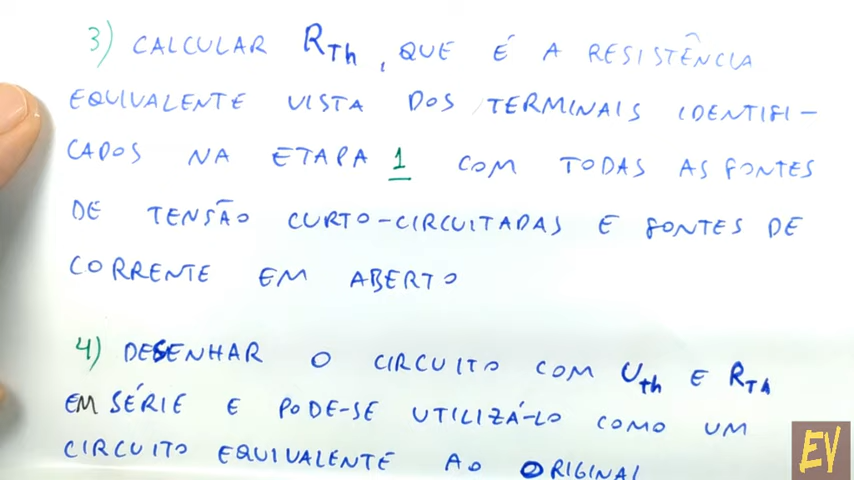 3) CALCULAR RTh, QUE É A RESISTÊNCIA
EQUIVALENTE VISTA DOS TERMINAIS IDENTIFI-
CADOS NA ETAPA 1 COM TODAS AS FONTES
DE TENSÃO CURTO-CIRCUITADAS E FONTES DE
CORRENTE EM ABERTO
4) DESENHAR O CIRCUITO COM Uth E RTh
EM SÉRIE E PODE-SE UTILIZÁ-LO COMO UM
CIRCUITO EQUIVALENTE AO ORIGINAL
EV